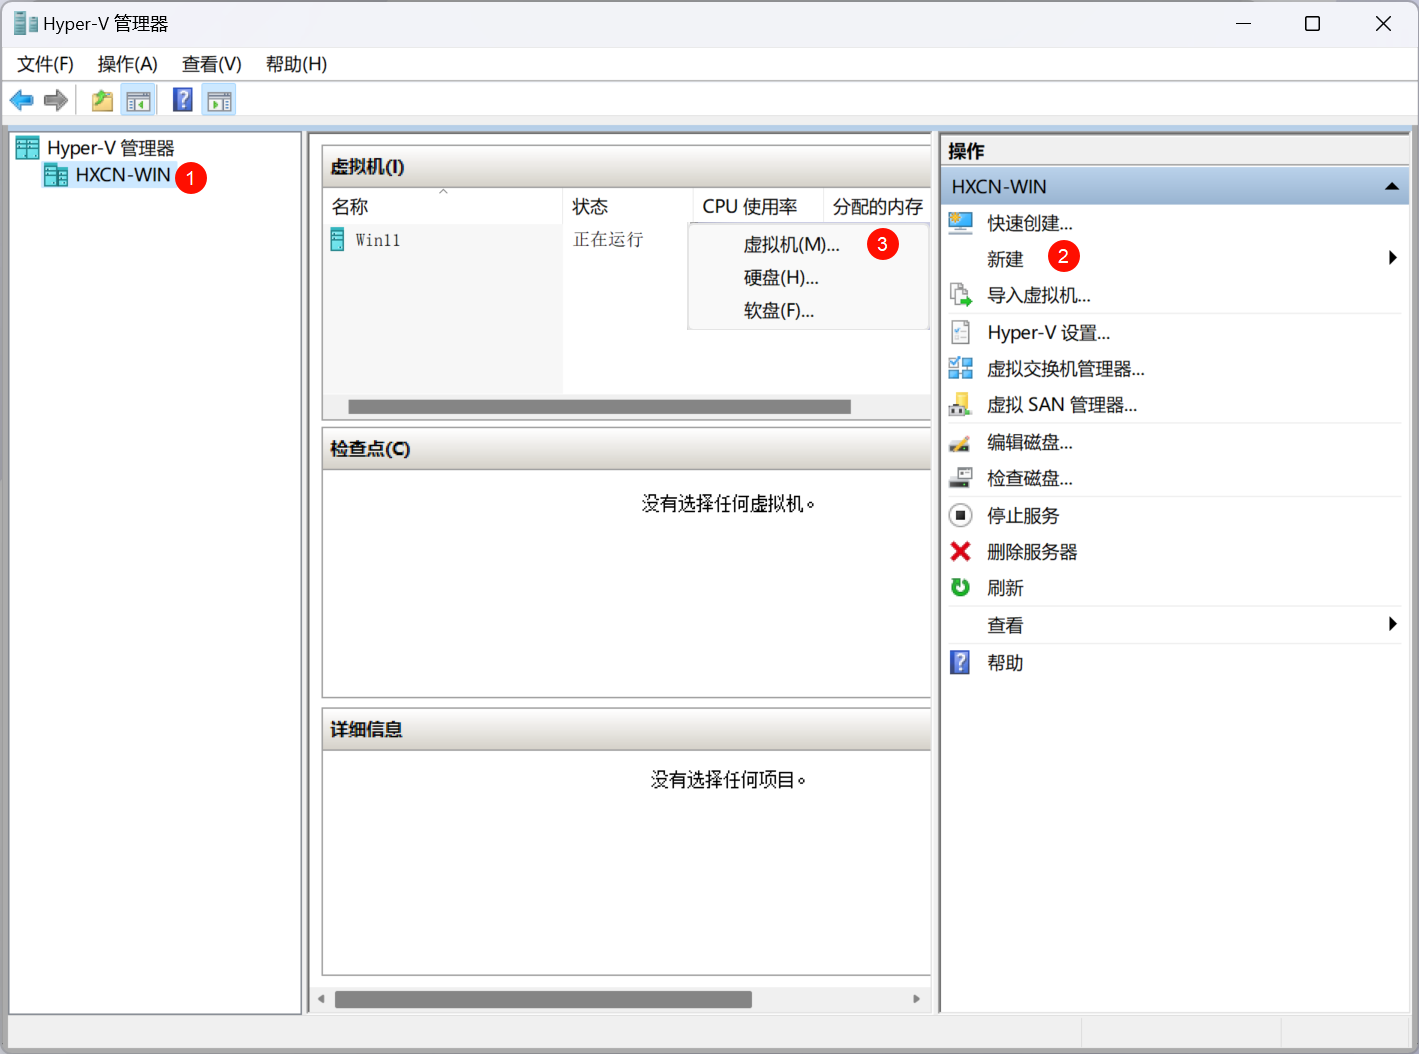 Hyper-V 管理器
文件(F) 操作(A) 查看(V) 帮助(H)
Hyper-V 管理器
HXCN-WIN 1
虚拟机(I)
名称 状态 CPU 使用率 分配的内存
Win11 正在运行
虚拟机(M)... 3
硬盘(H)...
软盘(F)...
检查点(C)
没有选择任何虚拟机。
详细信息
没有选择任何项目。
操作
HXCN-WIN
快速创建...
新建 2
导入虚拟机...
Hyper-V 设置...
虚拟交换机管理器...
虚拟 SAN 管理器...
编辑磁盘...
检查磁盘...
停止服务
删除服务器
刷新
查看
帮助